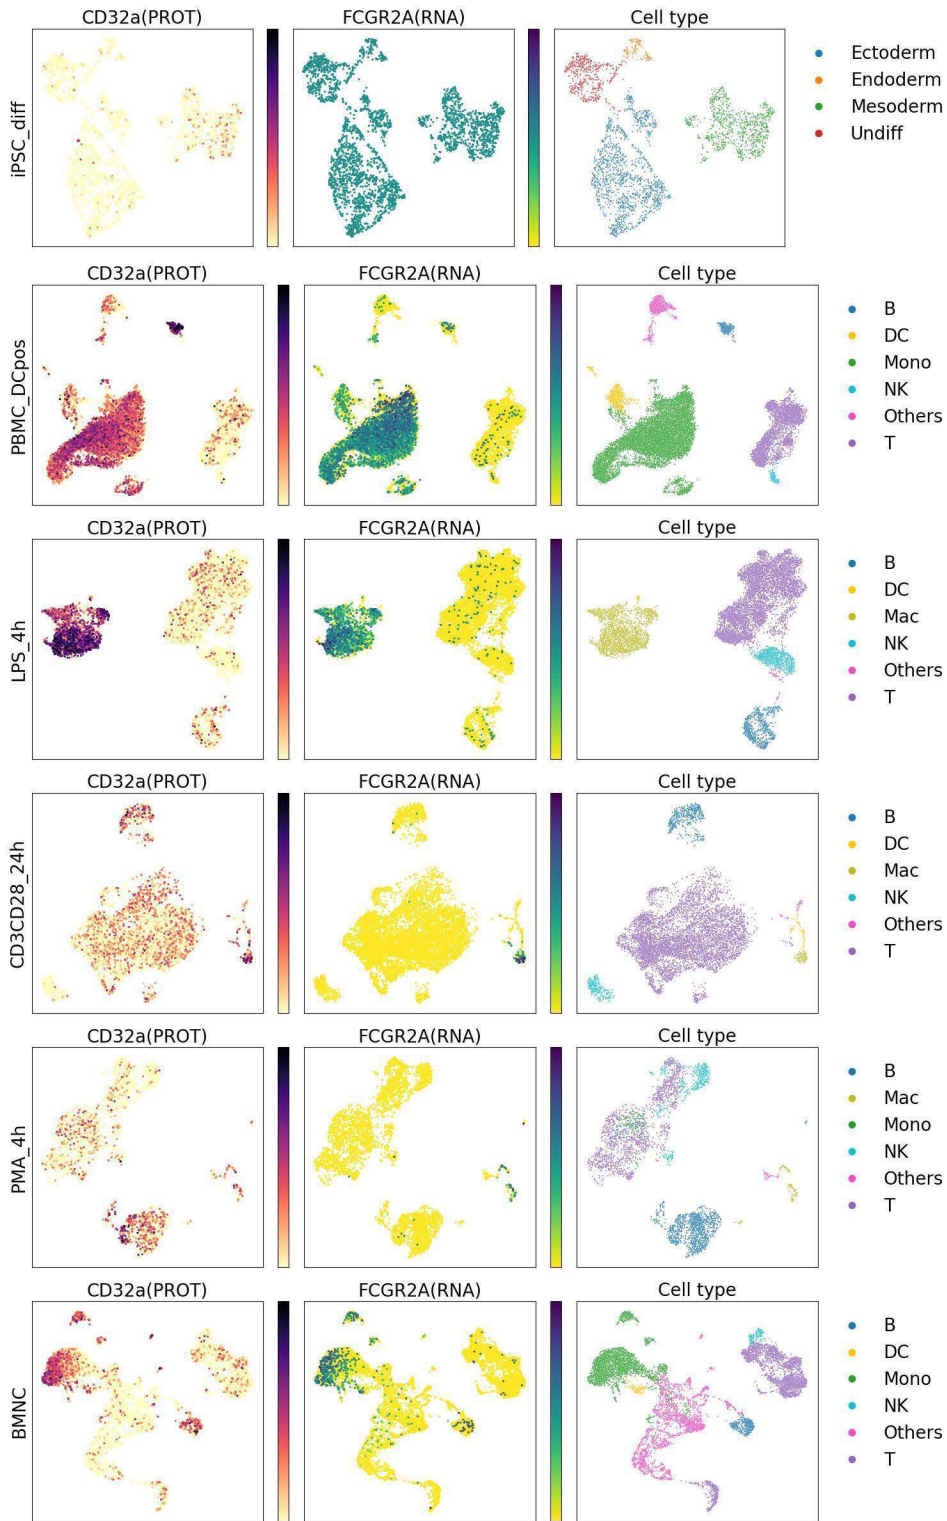 CD32a(PROT) FCGR2A(RNA) Cell type
iPSC_diff
Ectoderm
Endoderm
Mesoderm
Undiff
CD32a(PROT) FCGR2A(RNA) Cell type
PBMC_DCpos
B
DC
Mono
NK
Others
T
CD32a(PROT) FCGR2A(RNA) Cell type
LPS_4h
B
DC
Mac
NK
Others
T
CD32a(PROT) FCGR2A(RNA) Cell type
CD3CD28_24h
B
DC
Mac
NK
Others
T
CD32a(PROT) FCGR2A(RNA) Cell type
PMA_4h
B
Mac
Mono
NK
Others
T
CD32a(PROT) FCGR2A(RNA) Cell type
BMNC
B
DC
Mono
NK
Others
T